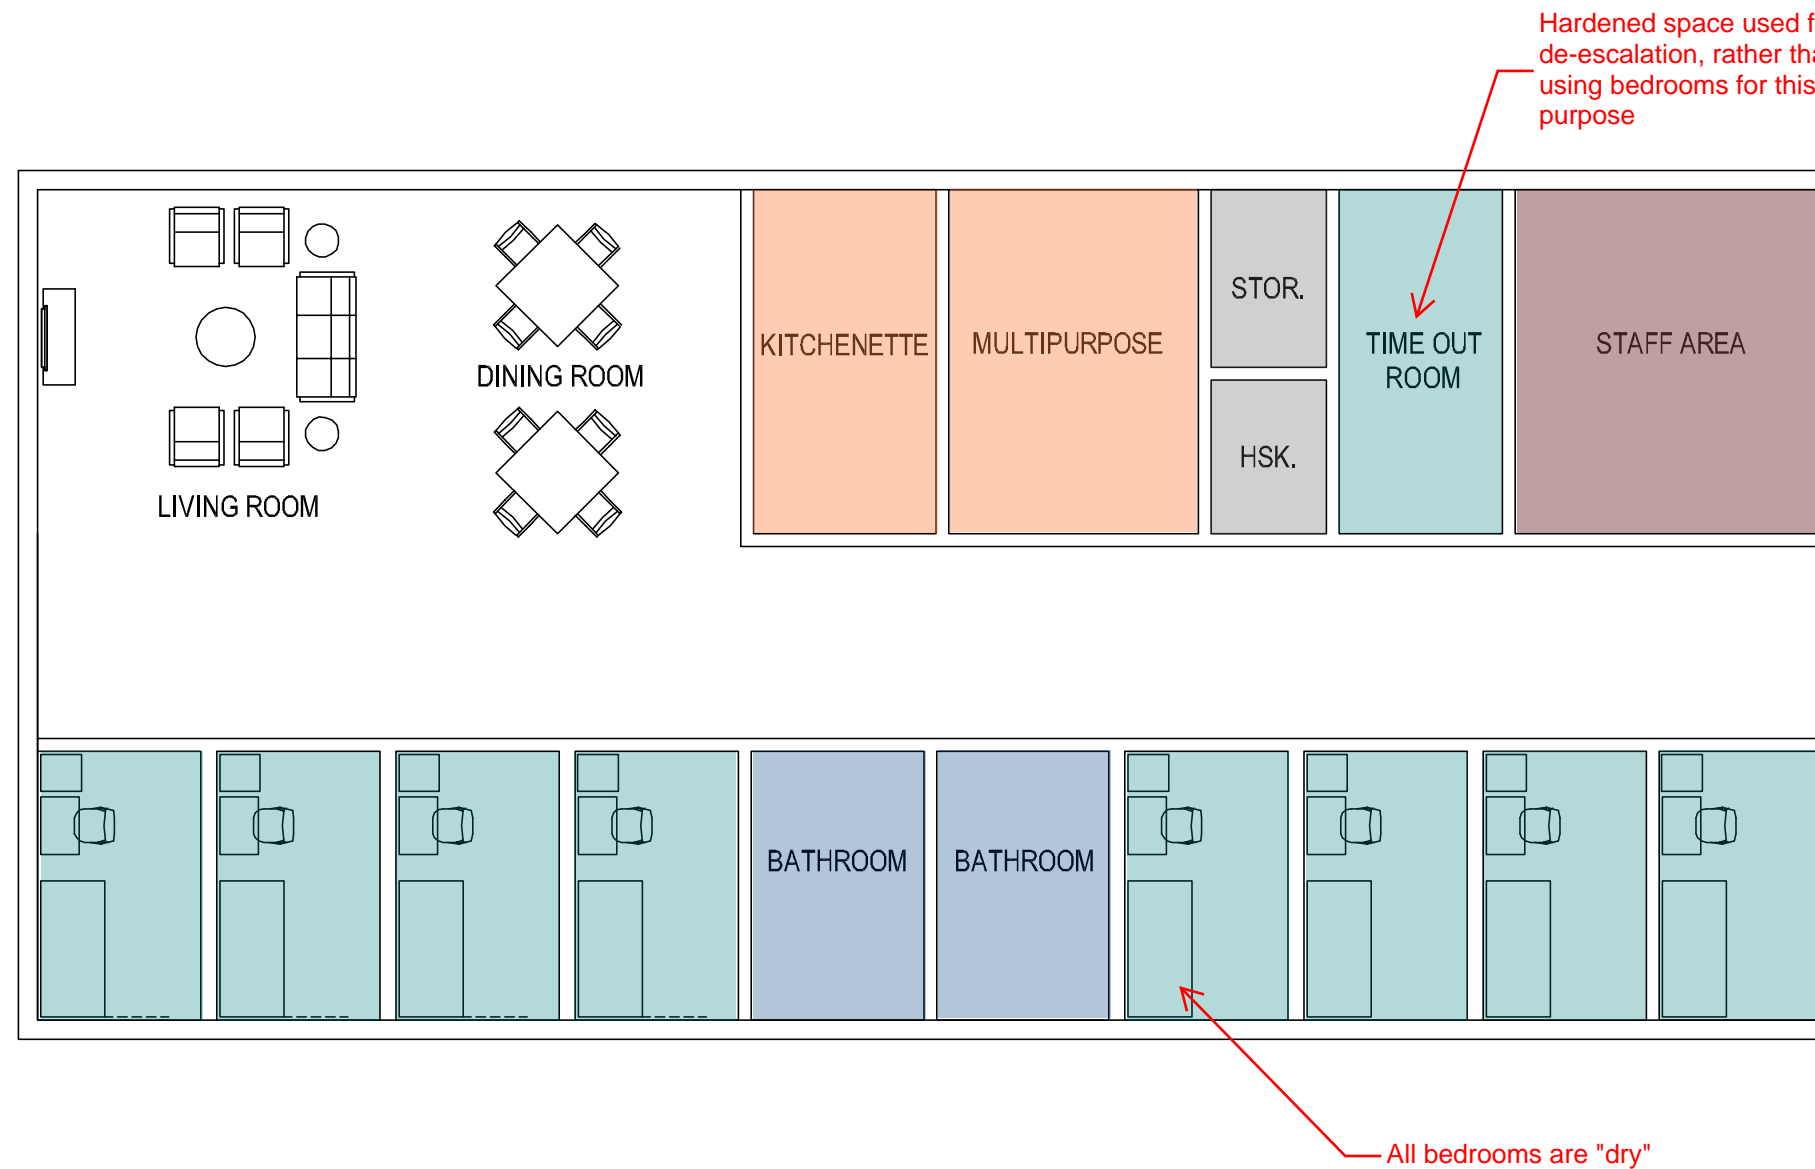 Hardened space used
de-escalation, rather
using bedrooms for this
purpose
STOR.
KITCHENETTE
MULTIPURPOSE
TIME OUT
ROOM
STAFF AREA
DINING ROOM
HSK.
LIVING ROOM
BATHROOM
BATHROOM
All bedrooms are "dry"